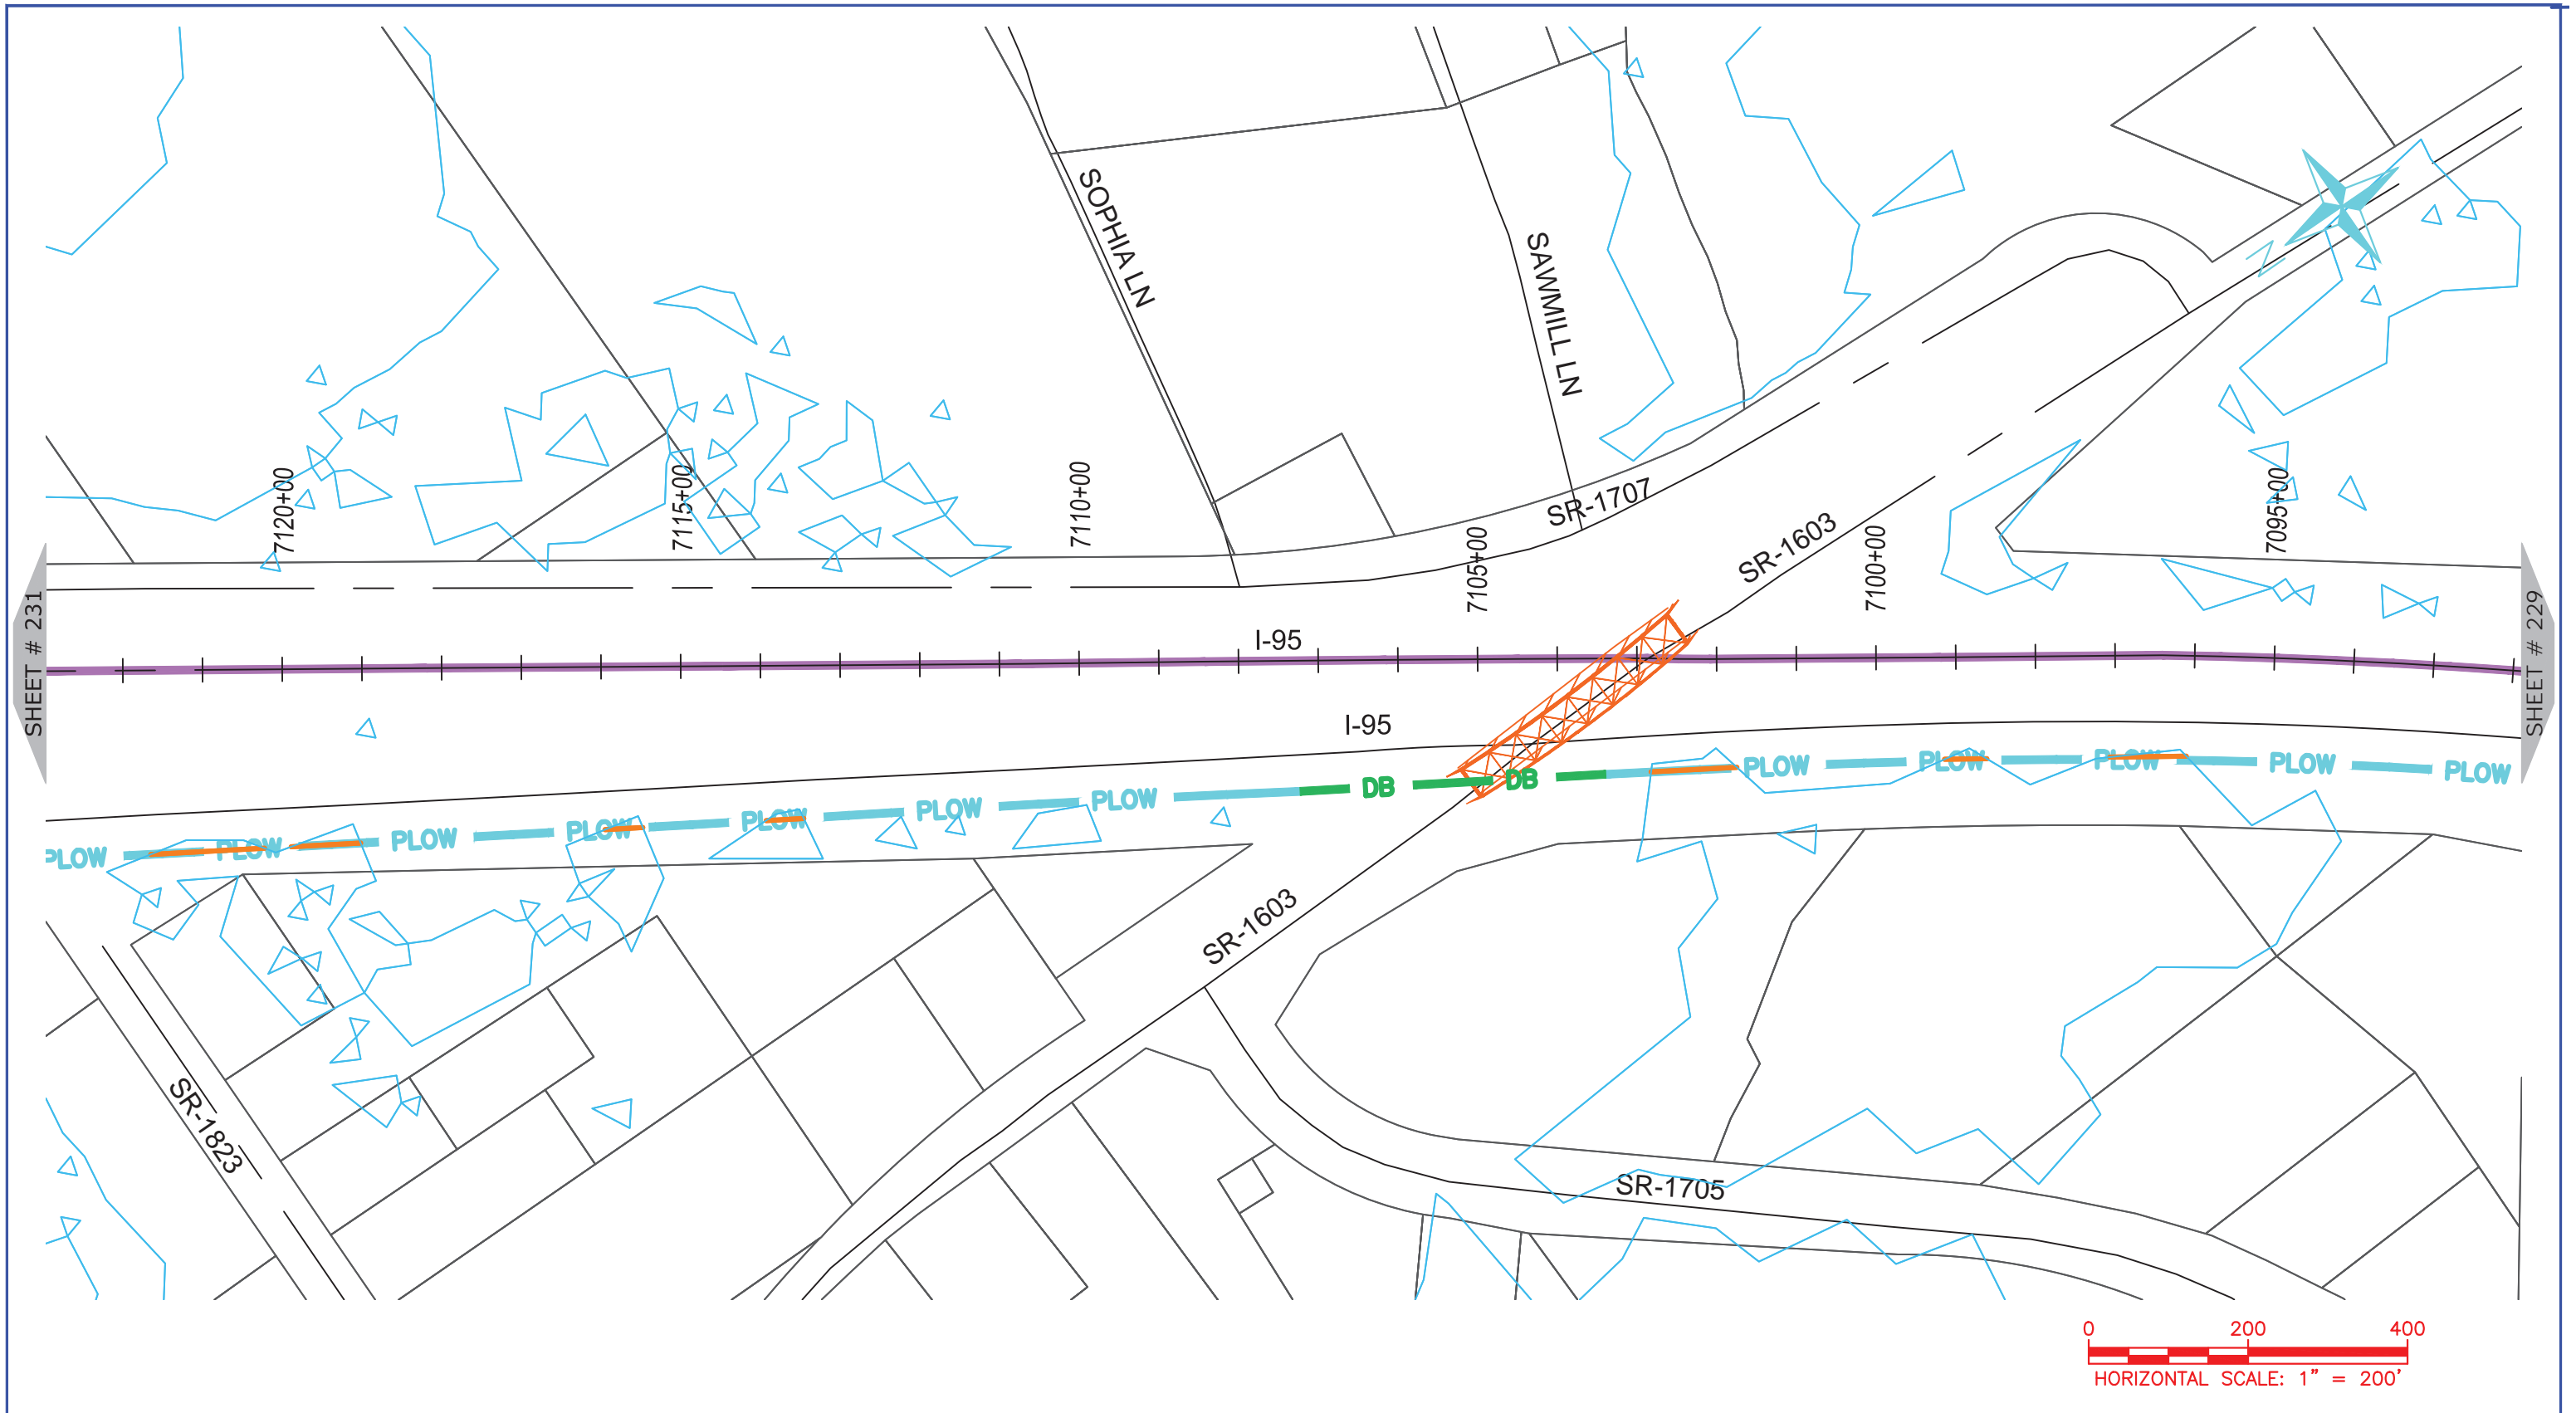 SOPHIA LN
SAWMILL LN
Z
7120+00
7115+00
7110+00
7105+00
7100+00
7095+00
SR-1707
SR-1603
SHEET # 231
I-95
SHEET # 229
I-95
PLOW PLOW PLOW PLOW PLOW PLOW PLOW DB DB PLOW PLOW PLOW PLOW PLOW
SR-1603
SR-1823
SR-1705
0 200 400
HORIZONTAL SCALE: 1" = 200'